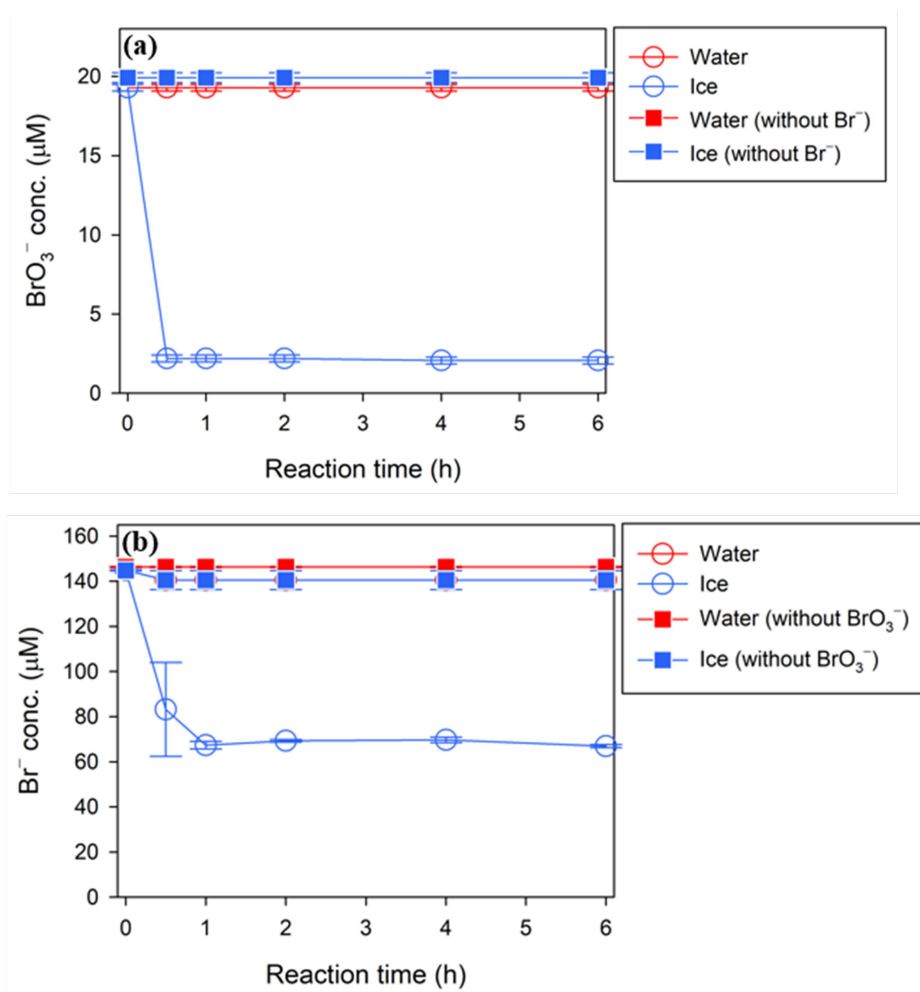 (a)
Water
Ice
Water (without Br⁻)
Ice (without Br⁻)
20
15
10
5
0
BrO₃⁻ conc. (μM)
0 1 2 3 4 5 6
Reaction time (h)
(b)
Water
Ice
Water (without BrO₃⁻)
Ice (without BrO₃⁻)
160
140
120
100
80
60
40
20
0
Br⁻ conc. (μM)
0 1 2 3 4 5 6
Reaction time (h)